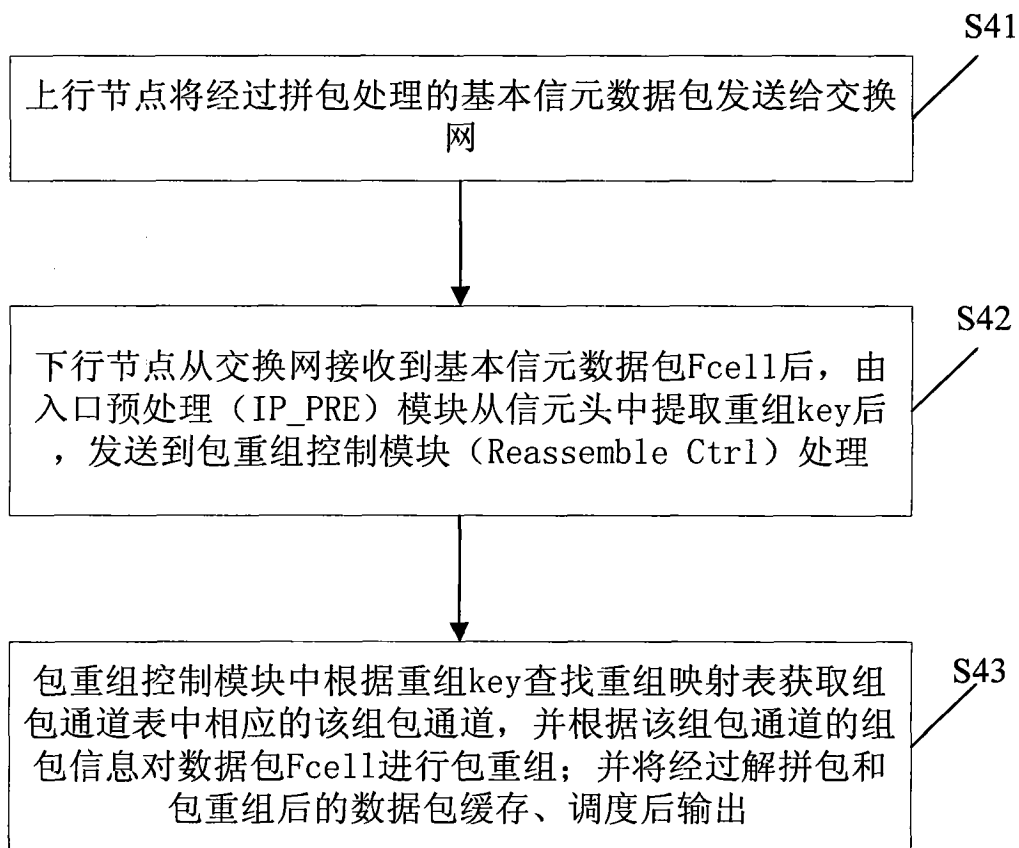 S41
上行节点将经过拼包处理的基本信元数据包发送给交换
网
S42
下行节点从交换网接收到基本信元数据包Fcell后，由
入口预处理（IP_PRE）模块从信元头中提取重组key后
，发送到包重组控制模块（Reassemble Ctrl）处理
S43
包重组控制模块中根据重组key查找重组映射表获取组
包通道表中相应的该组包通道，并根据该组包通道的组
包信息对数据包Fcell进行包重组；并将经过解拼包和
包重组后的数据包缓存、调度后输出